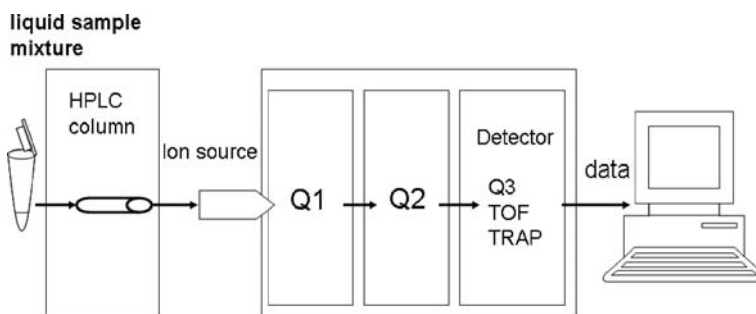 liquid sample
mixture
HPLC
column
Ion source
Q1
Q2
Detector
Q3
TOF
TRAP
data